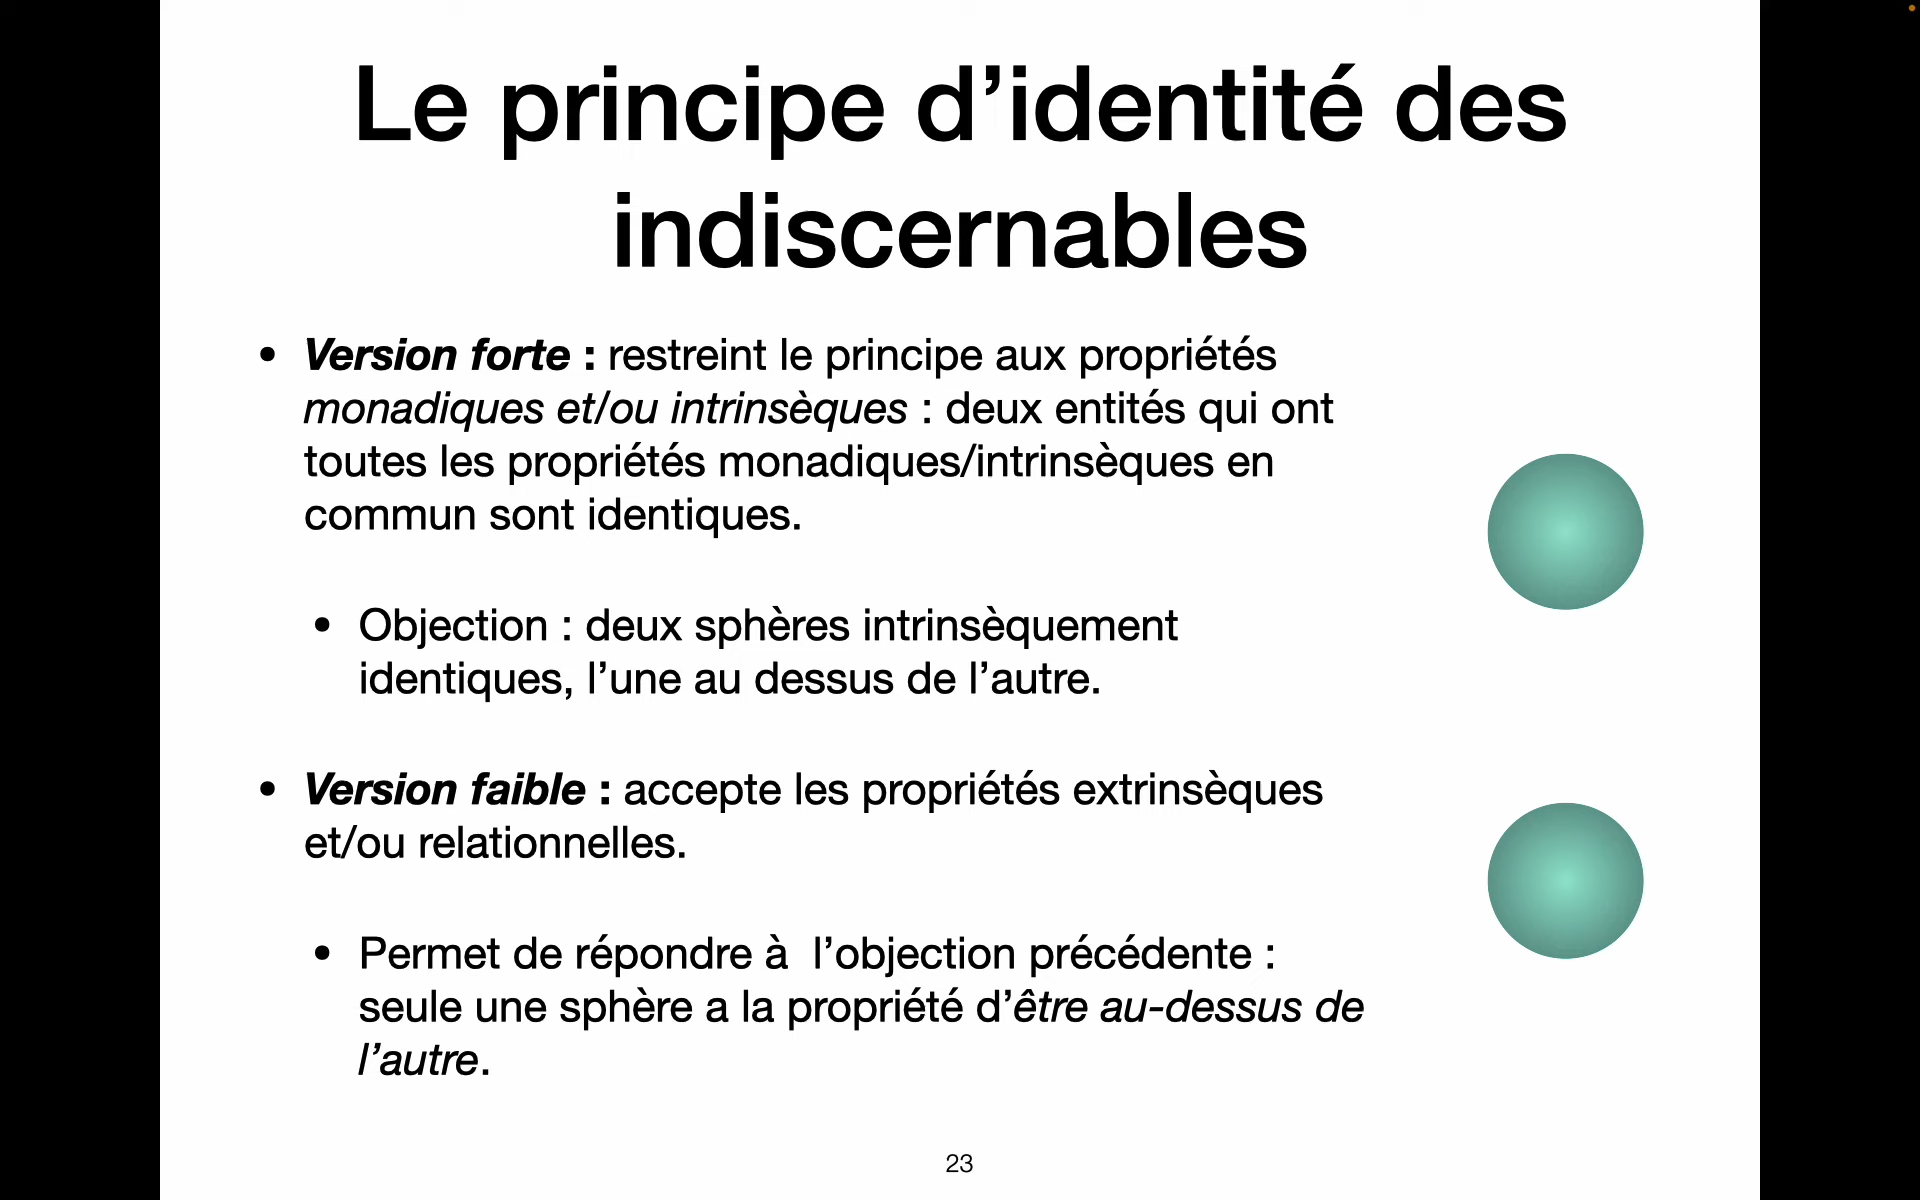 Le principe d’identité des
indiscernables
• Version forte : restreint le principe aux propriétés
monadiques et/ou intrinsèques : deux entités qui ont
toutes les propriétés monadiques/intrinsèques en
commun sont identiques.
• Objection : deux sphères intrinsèquement
identiques, l’une au dessus de l’autre.
• Version faible : accepte les propriétés extrinsèques
et/ou relationnelles.
• Permet de répondre à  l’objection précédente :
seule une sphère a la propriété d’être au-dessus de
l’autre.
23